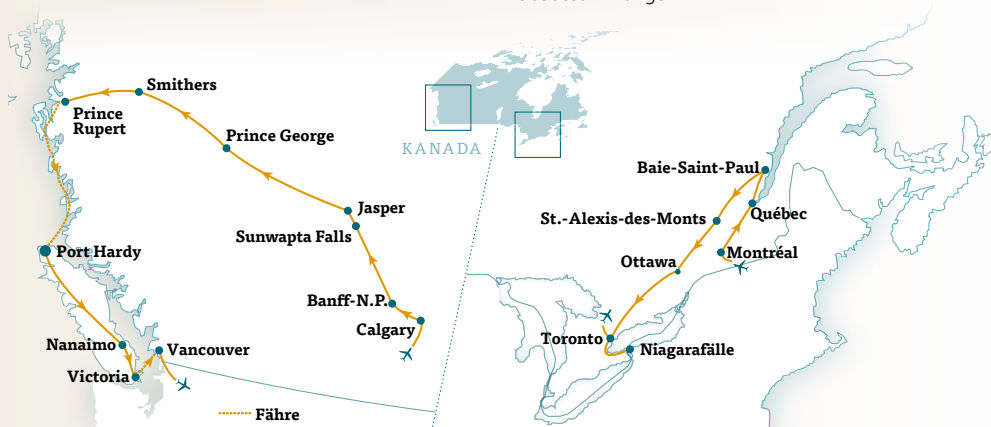 Smithers
Prince
Rupert
Prince George
KANADA
Baie-Saint-Paul
Jasper
Québec
St.-Alexis-des-Monts
Sunwapta Falls
Port Hardy
Montréal
Ottawa
Banff-N.P.
Calgary
Toronto
Nanaimo
Vancouver
Niagarafälle
Victoria
Fähre